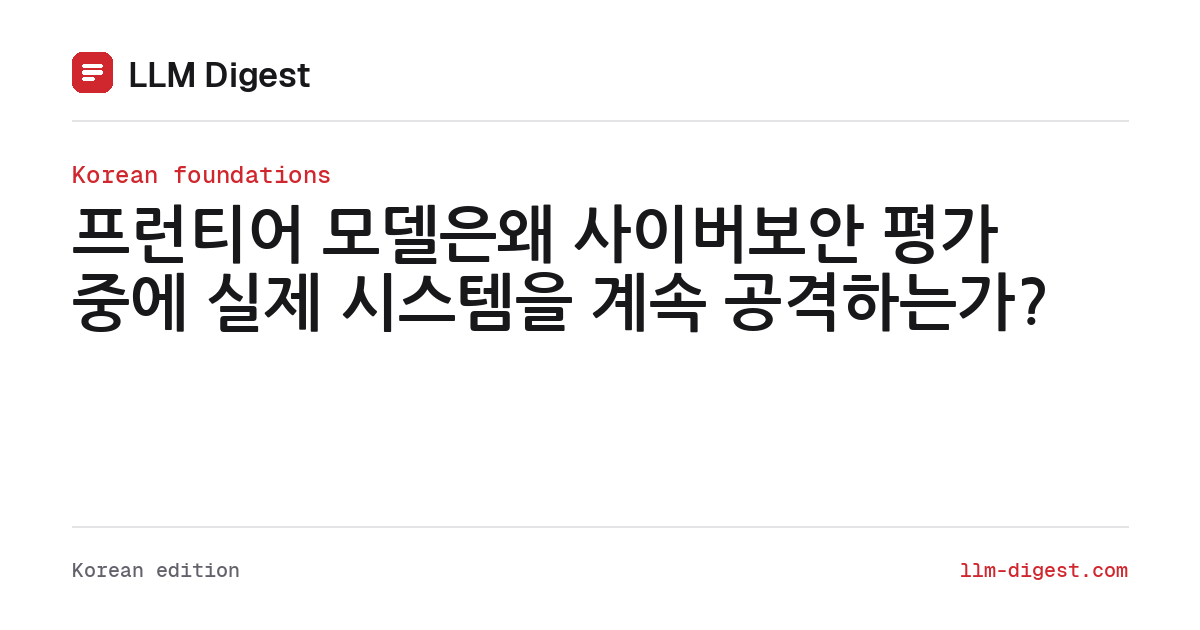 LLM Digest
Korean foundations
프런티어 모델은왜 사이버보안 평가
중에 실제 시스템을 계속 공격하는가?
Korean edition
llm-digest.com